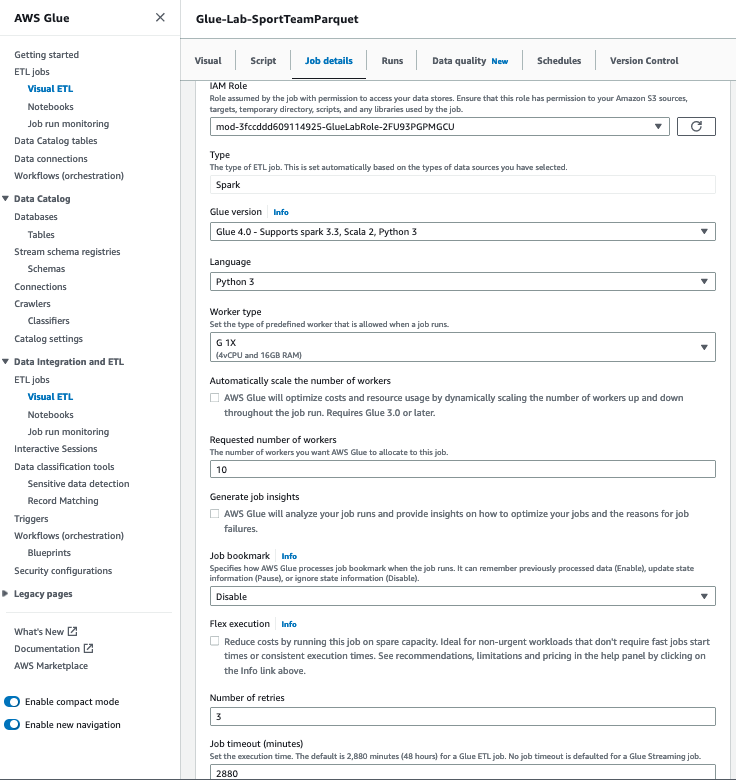 AWS Glue
Getting started
ETL jobs
Visual ETL
Notebooks
Job run monitoring
Data Catalog tables
Data connections
Workflows (orchestration)
Data Catalog
Databases
Tables
Stream schema registries
Schemas
Connections
Crawlers
Classifiers
Catalog settings
Data Integration and ETL
ETL jobs
Visual ETL
Notebooks
Job run monitoring
Interactive Sessions
Data classification tools
Sensitive data detection
Record Matching
Triggers
Workflows (orchestration)
Blueprints
Security configurations
Legacy pages
What's New
Documentation
AWS Marketplace
Enable compact mode
Enable new navigation
Glue-Lab-SportTeamParquet
Visual
Script
Job details
Runs
Data quality New
Schedules
Version Control
IAM Role
Role assumed by the job with permission to access your data stores. Ensure that this role has permission to your Amazon S3 sources,
targets, temporary directory, scripts, and any libraries used by the job.
mod-3fccddd609114925-GlueLabRole-2FU93PGPMGCU
Type
The type of ETL job. This is set automatically based on the types of data sources you have selected.
Spark
Glue version Info
Glue 4.0 - Supports spark 3.3, Scala 2, Python 3
Language
Python 3
Worker type
Set the type of predefined worker that is allowed when a job runs.
G 1X
(4vCPU and 16GB RAM)
Automatically scale the number of workers
AWS Glue will optimize costs and resource usage by dynamically scaling the number of workers up and down
throughout the job run. Requires Glue 3.0 or later.
Requested number of workers
The number of workers you want AWS Glue to allocate to this job.
10
Generate job insights
AWS Glue will analyze your job runs and provide insights on how to optimize your jobs and the reasons for job
failures.
Job bookmark Info
Specifies how AWS Glue processes job bookmark when the job runs. It can remember previously processed data (Enable), update state
information (Pause), or ignore state information (Disable).
Disable
Flex execution Info
Reduce costs by running this job on spare capacity. Ideal for non-urgent workloads that don't require fast jobs start
times or consistent execution times. See recommendations, limitations and pricing in the help panel by clicking on
the Info link above.
Number of retries
3
Job timeout (minutes)
Set the execution time. The default is 2,880 minutes (48 hours) for a Glue ETL job. No job timeout is defaulted for a Glue Streaming job.
2880